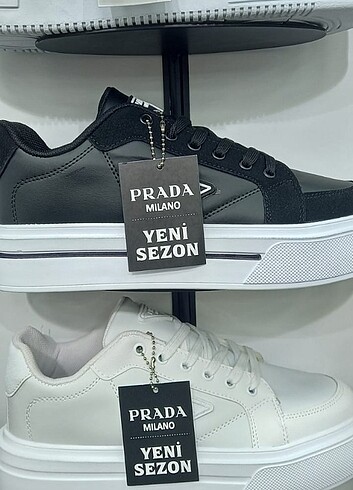 PRADA
MILANO
YENİ
SEZON
PRADA
MILANO
YENİ
SEZON